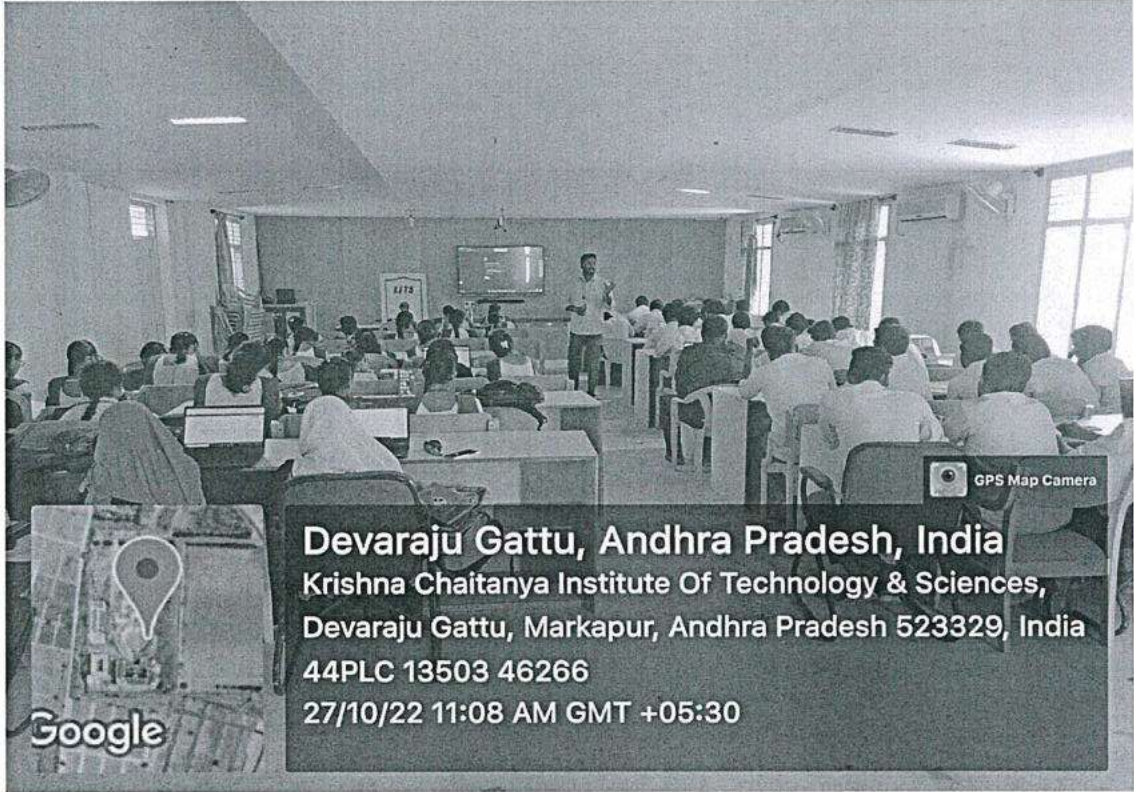 KITS
GPS Map Camera
Devaraju Gattu, Andhra Pradesh, India
Krishna Chaitanya Institute Of Technology & Sciences,
Devaraju Gattu, Markapur, Andhra Pradesh 523329, India
44PLC 13503 46266
27/10/22 11:08 AM GMT +05:30
Google